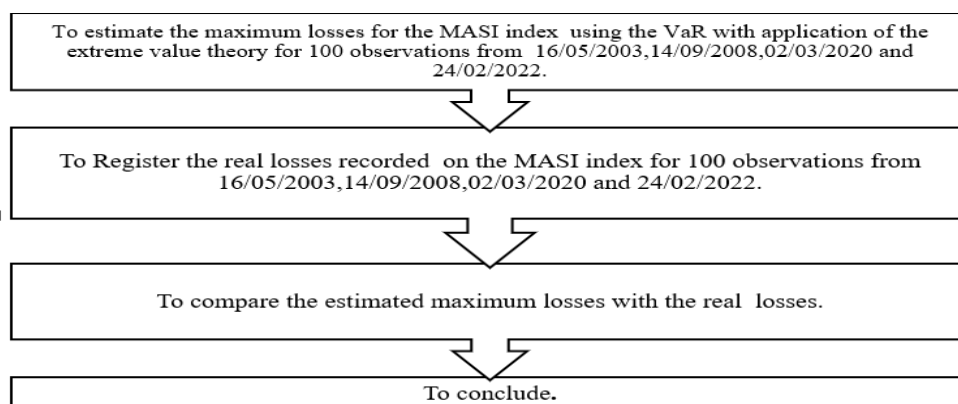 To estimate the maximum losses for the MASI index using the VaR with application of the
extreme value theory for 100 observations from 16/05/2003,14/09/2008,02/03/2020 and
24/02/2022.
To Register the real losses recorded on the MASI index for 100 observations from
16/05/2003,14/09/2008,02/03/2020 and 24/02/2022.
To compare the estimated maximum losses with the real losses.
To conclude.